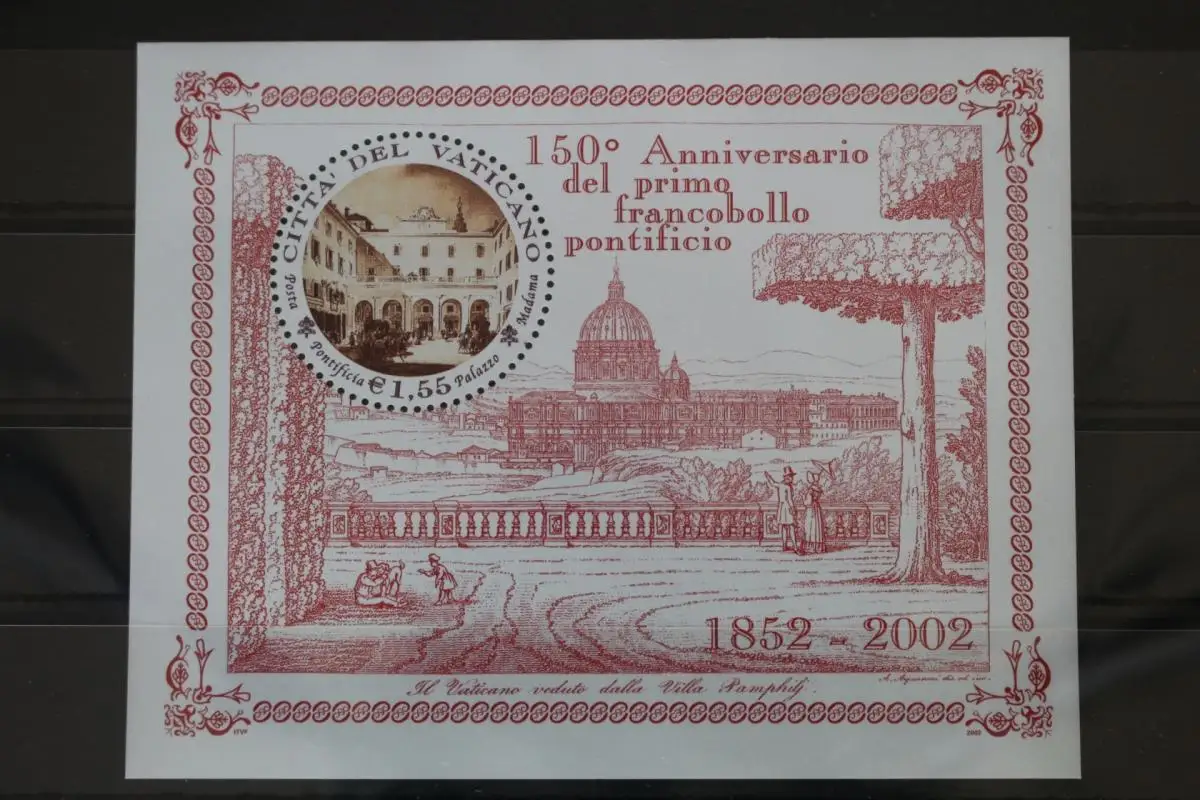 CITTA' DEL VATICANO
Posta Pontificia €1,55 Palazzo Madama
150° Anniversario
del primo
francobollo
pontificio
1852 - 2002
Il Vaticano veduto dalla Villa Pamphilj.
2002